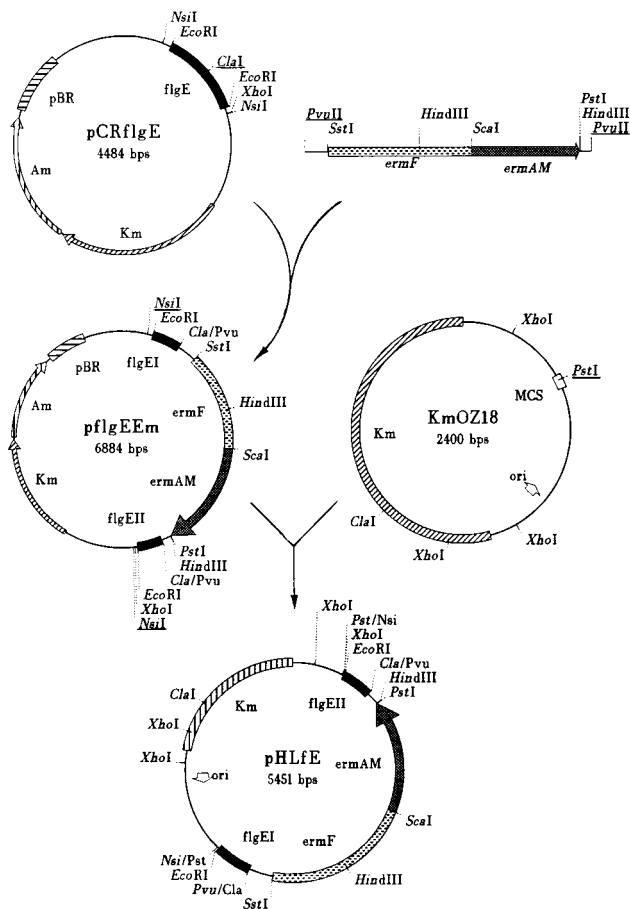 NsiI
EcoRI
ClaI
flgE
EcoRI
XhoI
NsiI
pBR
pCRflgE
4484 bps
Am
Km
PvuII
SstI
HindIII
ScaI
PstI
HindIII
PvuII
ermF
ermAM
NsiI
EcoRI
Cla/Pvu
SstI
flgEI
pBR
Am
ermF
HindIII
pflgEEm
6884 bps
ScaI
Km
ermAM
flgEII
PstI
HindIII
Cla/Pvu
EcoRI
XhoI
NsiI
XhoI
PstI
MCS
KmOZ18
2400 bps
Km
ori
ClaI
XhoI
XhoI
XhoI
Pst/Nsi
XhoI
EcoRI
Cla/Pvu
HindIII
PstI
ClaI
Km
flgEII
XhoI
XhoI
pHLfE
5451 bps
ermAM
ori
ScaI
flgEI
ermF
Nsi/Pst
EcoRI
Pvu/Cla
SstI
HindIII